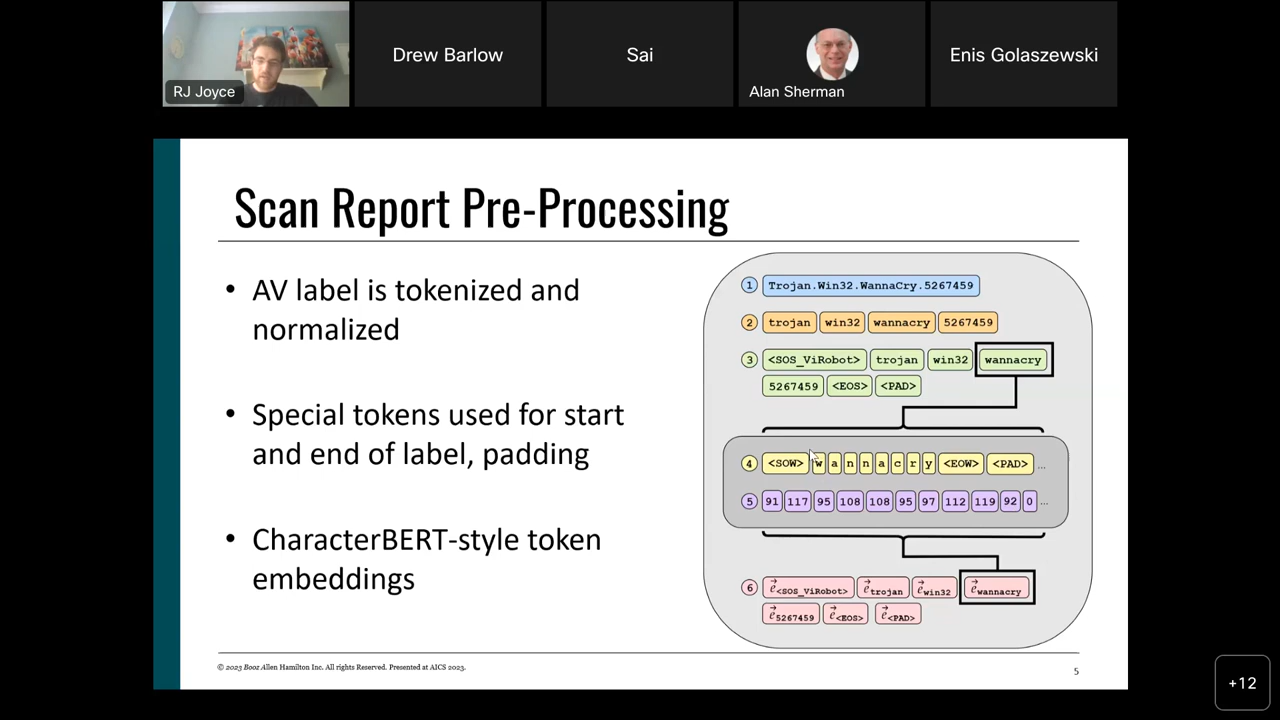 RJ Joyce
Drew Barlow
Sai
Alan Sherman
Enis Golaszewski
Scan Report Pre-Processing
• AV label is tokenized and
normalized
• Special tokens used for start
and end of label, padding
• CharacterBERT-style token
embeddings
1 Trojan.Win32.WannaCry.5267459
2 trojan win32 wannacry 5267459
3 <SOS_ViRobot> trojan win32 wannacry
5267459 <EOS> <PAD>
4 <SOW> w a n n a c r y <EOW> <PAD> ...
5 91 117 95 108 108 95 97 112 119 92 0 ...
6 e<SOS_ViRobot> etrojan ewin32 ewannacry
e5267459 e<EOS> e<PAD>
© 2023 Booz Allen Hamilton Inc. All rights Reserved. Presented at AICS 2023.
5
+12